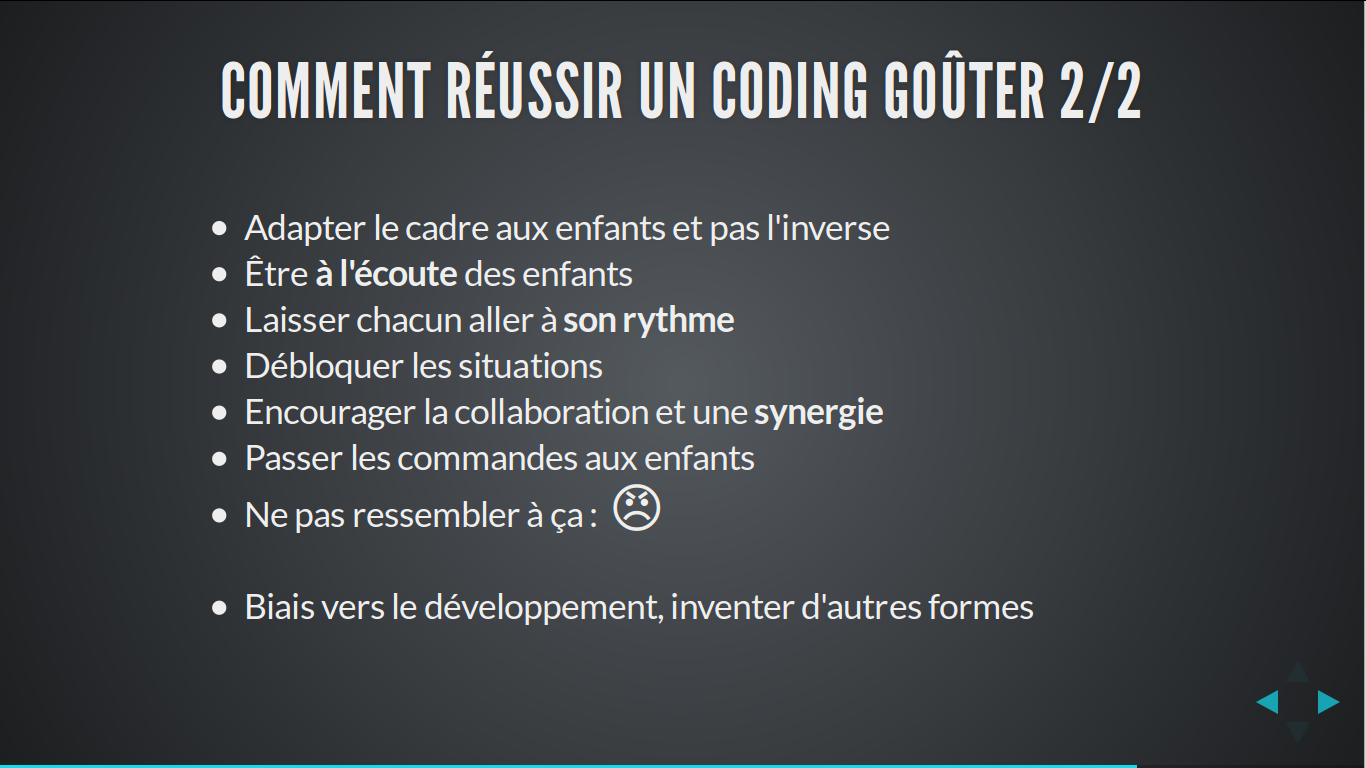 COMMENT RÉUSSIR UN CODING GOÛTER 2/2
Adapter le cadre aux enfants et pas l'inverse
Être à l'écoute des enfants
Laisser chacun aller à son rythme
Débloquer les situations
Encourager la collaboration et une synergie
Passer les commandes aux enfants
Ne pas ressembler à ça : 😠
Biais vers le développement, inventer d'autres formes